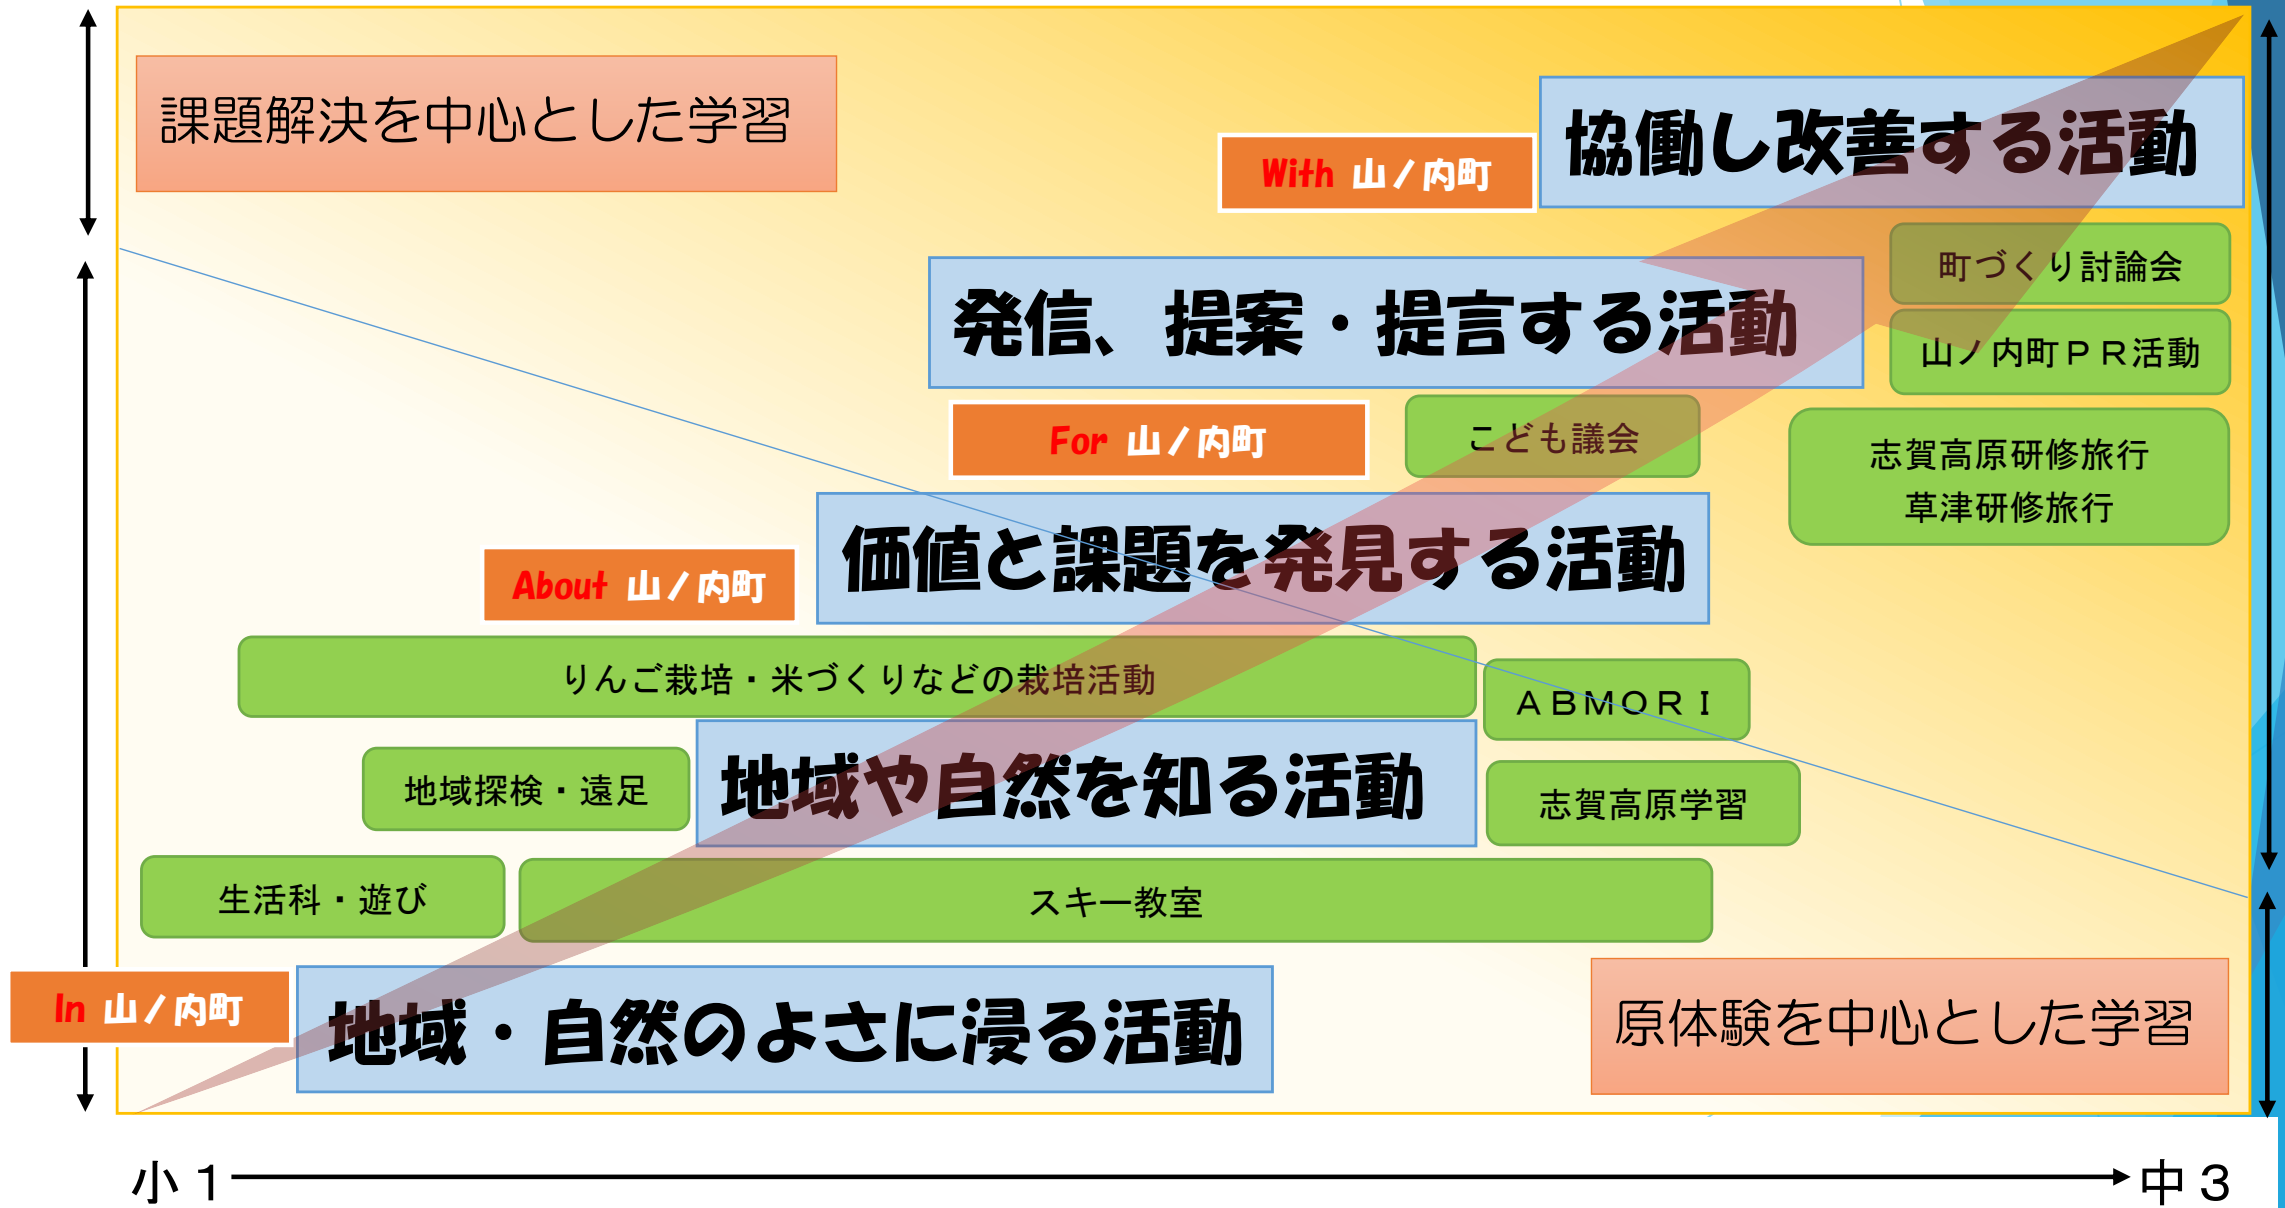 課題解決を中心とした学習
協働し改善する活動
With 山ノ内町
町づくり討論会
発信、提案・提言する活動
山ノ内町ＰＲ活動
For 山ノ内町
こども議会
志賀高原研修旅行
草津研修旅行
価値と課題を発見する活動
About 山ノ内町
りんご栽培・米づくりなどの栽培活動
ＡＢＭＯＲＩ
地域探検・遠足
地域や自然を知る活動
志賀高原学習
生活科・遊び
スキー教室
In 山ノ内町
地域・自然のよさに浸る活動
原体験を中心とした学習
小１
中３